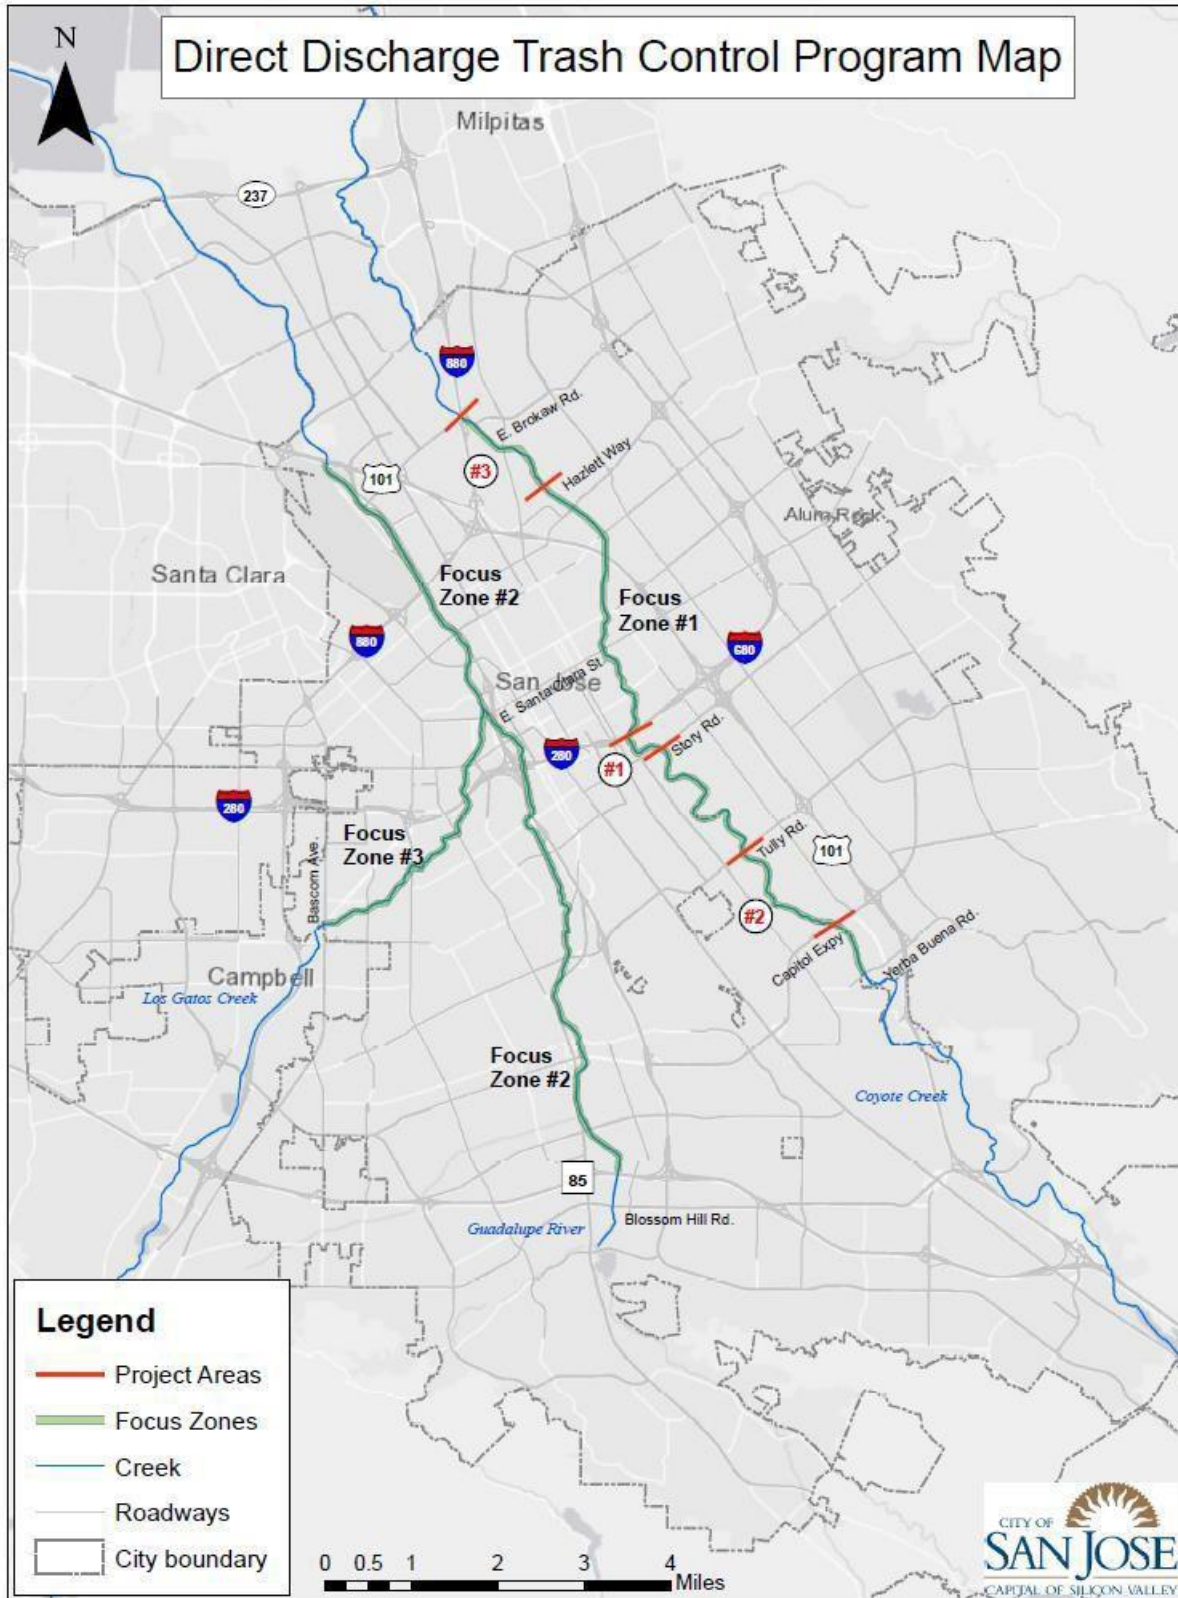 Direct Discharge Trash Control Program Map
N
Milpitas
237
880
E. Brokaw Rd.
#3
Hazlett Way
101
Alum Rock
Santa Clara
Focus
Zone #2
Focus
Zone #1
880
680
San Jose
E. Santa Clara St.
Story Rd.
280
#1
280
Focus
Zone #3
Tully Rd.
101
Bascom Ave.
#2
Capitol Expy
Yerba Buena Rd.
Campbell
Los Gatos Creek
Focus
Zone #2
Coyote Creek
85
Blossom Hill Rd.
Guadalupe River
Legend
Project Areas
Focus Zones
Creek
Roadways
City boundary
0 0.5 1 2 3 4
Miles
CITY OF
SAN JOSE
CAPITAL OF SILICON VALLEY